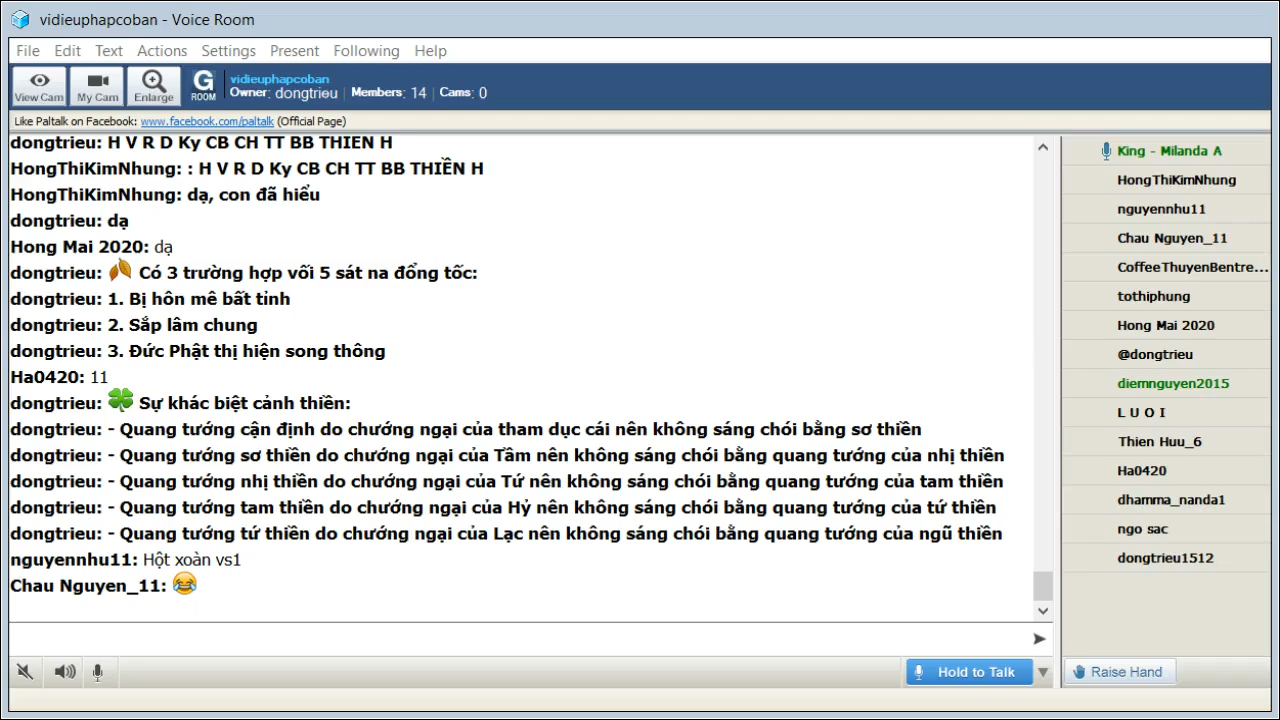 vidieuphapcoban - Voice Room
File Edit Text Actions Settings Present Following Help
View Cam My Cam Enlarge G ROOM
vidieuphapcoban
Owner: dongtrieu Members: 14 Cams: 0
Like Paltalk on Facebook: www.facebook.com/paltalk (Official Page)
dongtrieu: H V R D Ky CB CH TT BB THIEN H
HongThiKimNhung: : H V R D Ky CB CH TT BB THIỀN H
HongThiKimNhung: dạ, con đã hiểu
dongtrieu: dạ
Hong Mai 2020: dạ
dongtrieu: Có 3 trường hợp vối 5 sát na đổng tốc:
dongtrieu: 1. Bị hôn mê bất tỉnh
dongtrieu: 2. Sắp lâm chung
dongtrieu: 3. Đức Phật thị hiện song thông
Ha0420: 11
dongtrieu: Sự khác biệt cảnh thiền:
dongtrieu: - Quang tướng cận định do chướng ngại của tham dục cái nên không sáng chói bằng sơ thiền
dongtrieu: - Quang tướng sơ thiền do chướng ngại của Tầm nên không sáng chói bằng quang tướng của nhị thiền
dongtrieu: - Quang tướng nhị thiền do chướng ngại của Tứ nên không sáng chói bằng quang tướng của tam thiền
dongtrieu: - Quang tướng tam thiền do chướng ngại của Hỷ nên không sáng chói bằng quang tướng của tứ thiền
dongtrieu: - Quang tướng tứ thiền do chướng ngại của Lạc nên không sáng chói bằng quang tướng của ngũ thiền
nguyennhu11: Hột xoàn vs1
Chau Nguyen_11:
King - Milanda A
HongThiKimNhung
nguyennhu11
Chau Nguyen_11
CoffeeThuyenBentre...
tothiphung
Hong Mai 2020
@dongtrieu
diemnguyen2015
L U O I
Thien Huu_6
Ha0420
dhamma_nanda1
ngo sac
dongtrieu1512
Hold to Talk
Raise Hand